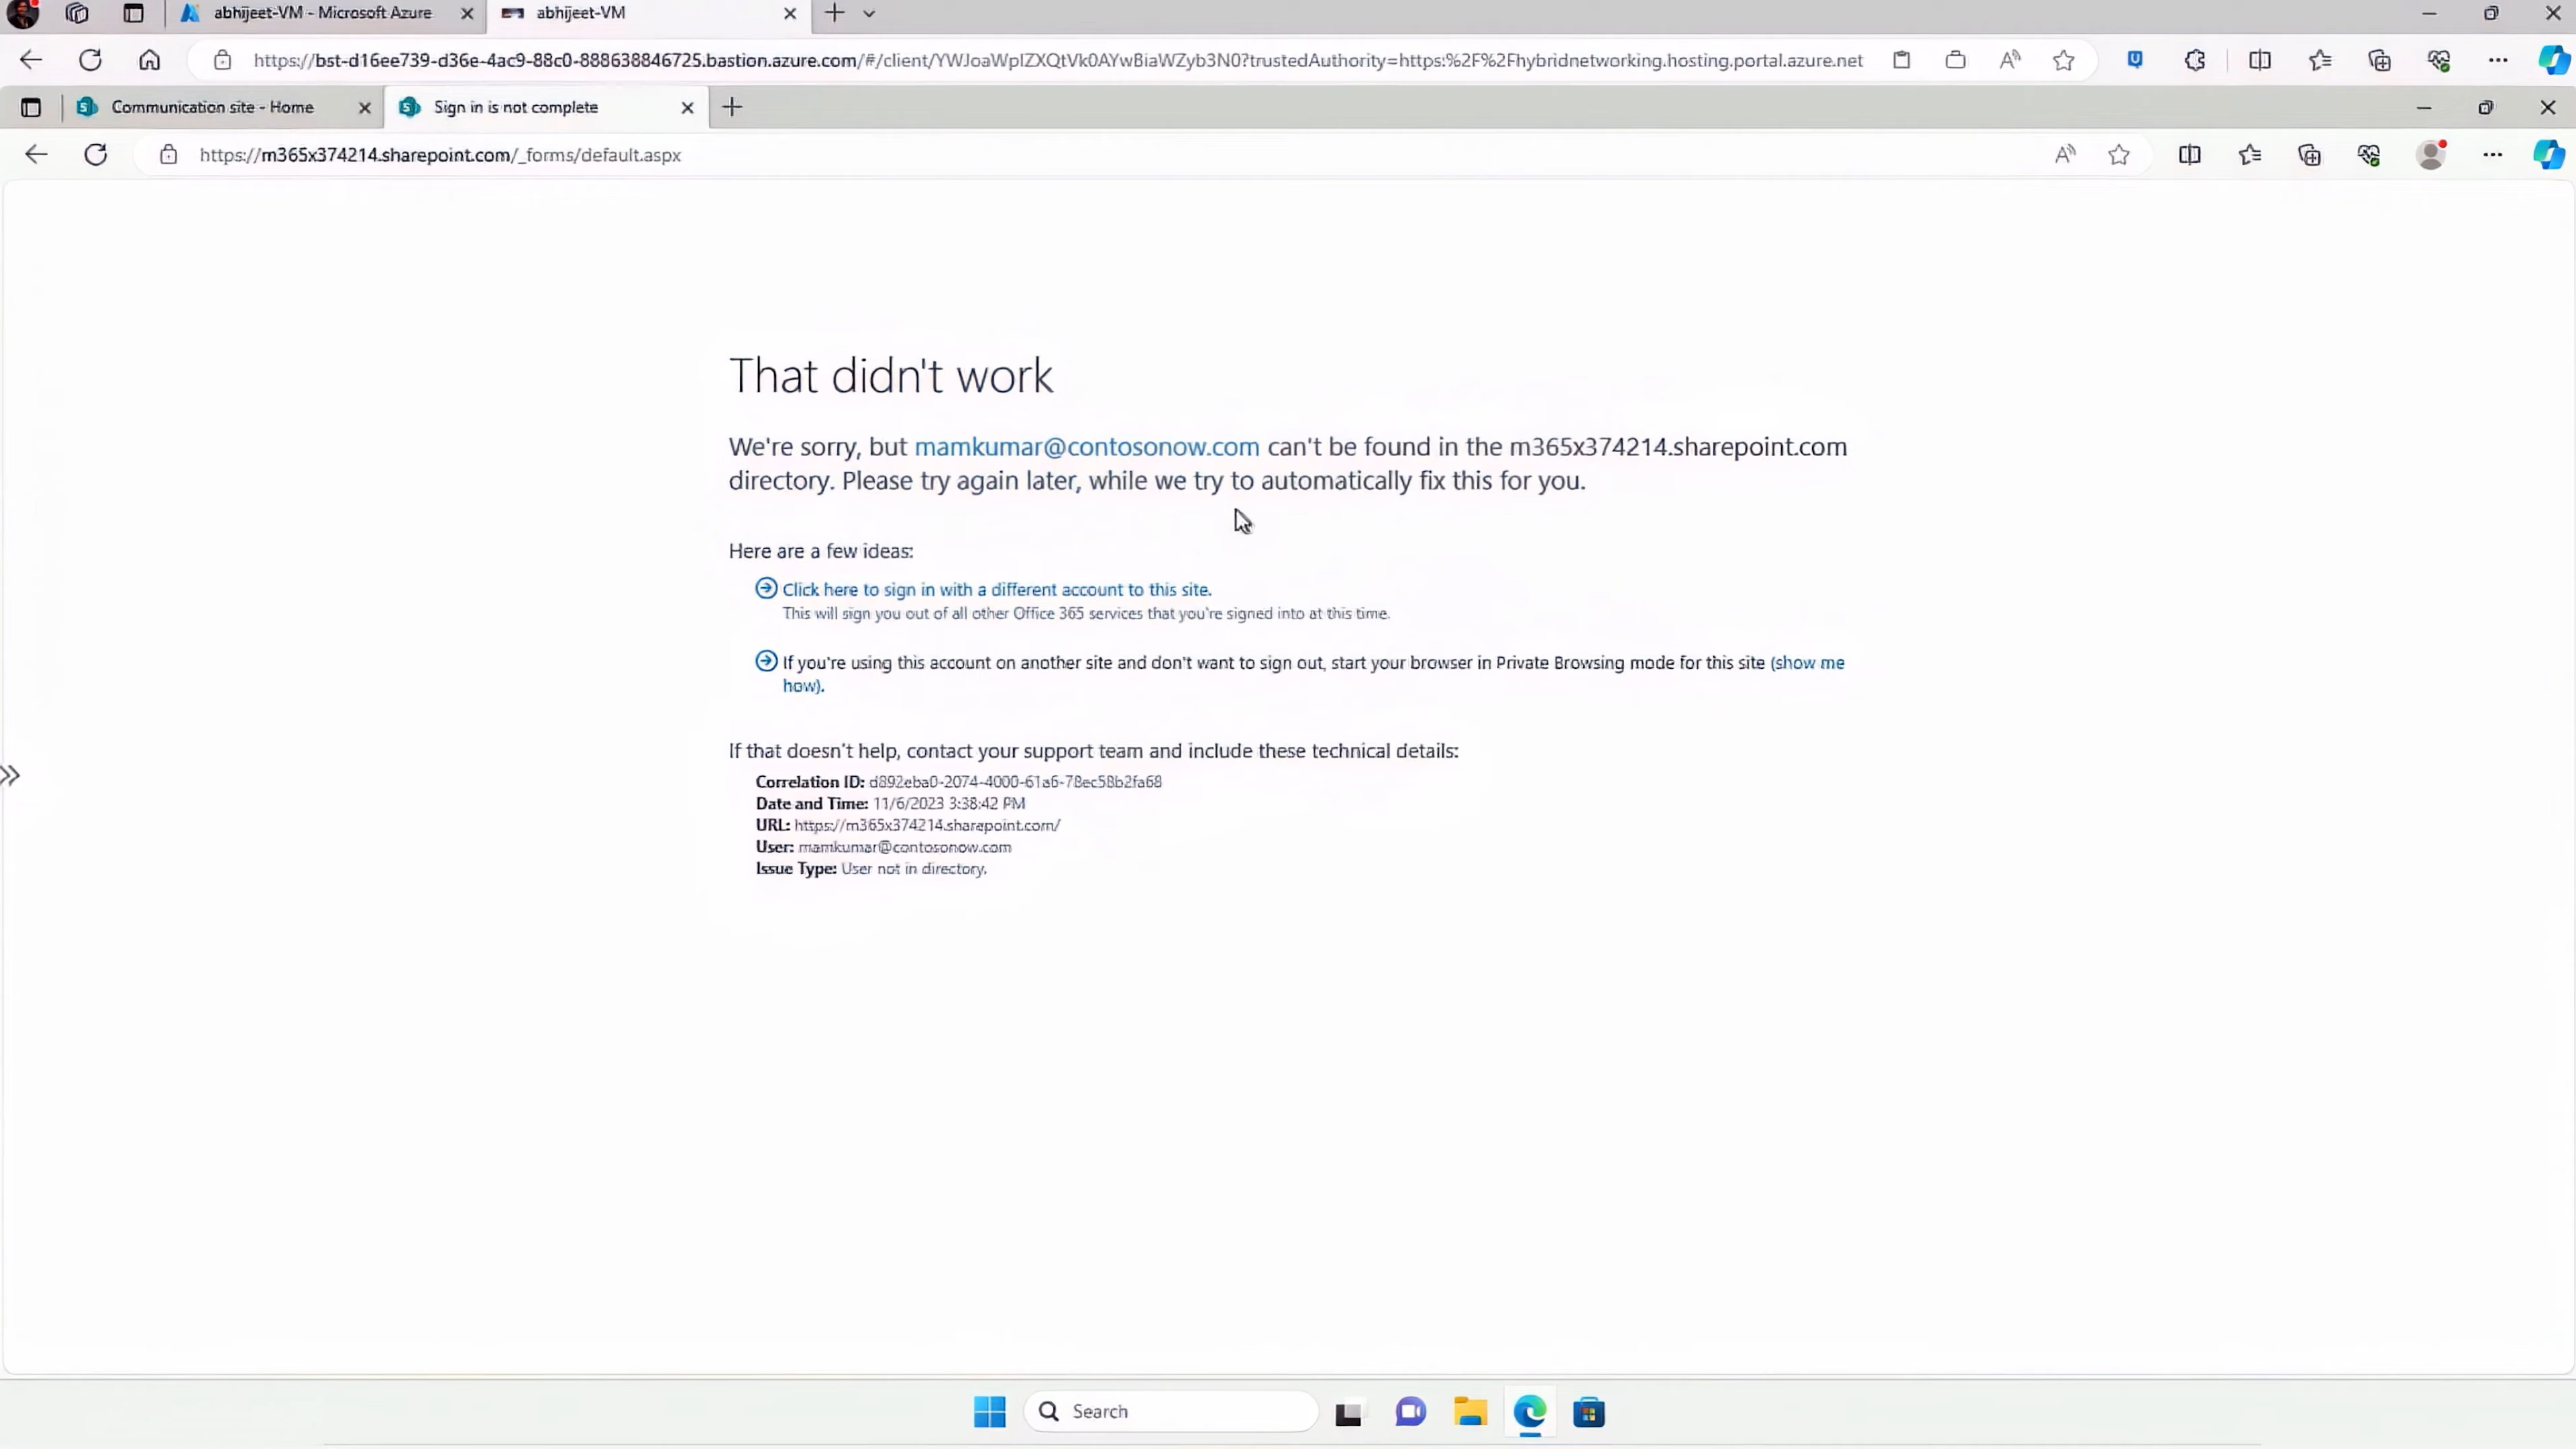 abhijeet-VM - Microsoft Azure
abhijeet-VM
https://bst-d16ee739-d36e-4ac9-88c0-888638846725.bastion.azure.com/#/client/YWJoaWplZXQtVk0AYwBiaWZyb3N0?trustedAuthority=https:%2F%2Fhybridnetworking.hosting.portal.azure.net
Communication site - Home
Sign in is not complete
https://m365x374214.sharepoint.com/_forms/default.aspx
That didn't work
We're sorry, but mamkumar@contosonow.com can't be found in the m365x374214.sharepoint.com
directory. Please try again later, while we try to automatically fix this for you.
Here are a few ideas:
Click here to sign in with a different account to this site.
This will sign you out of all other Office 365 services that you're signed into at this time.
If you're using this account on another site and don't want to sign out, start your browser in Private Browsing mode for this site (show me
how).
If that doesn't help, contact your support team and include these technical details:
Correlation ID: d892eba0-2074-4000-61a6-78ec58b2fa68
Date and Time: 11/6/2023 3:38:42 PM
URL: https://m365x374214.sharepoint.com/
User: mamkumar@contosonow.com
Issue Type: User not in directory.
Search